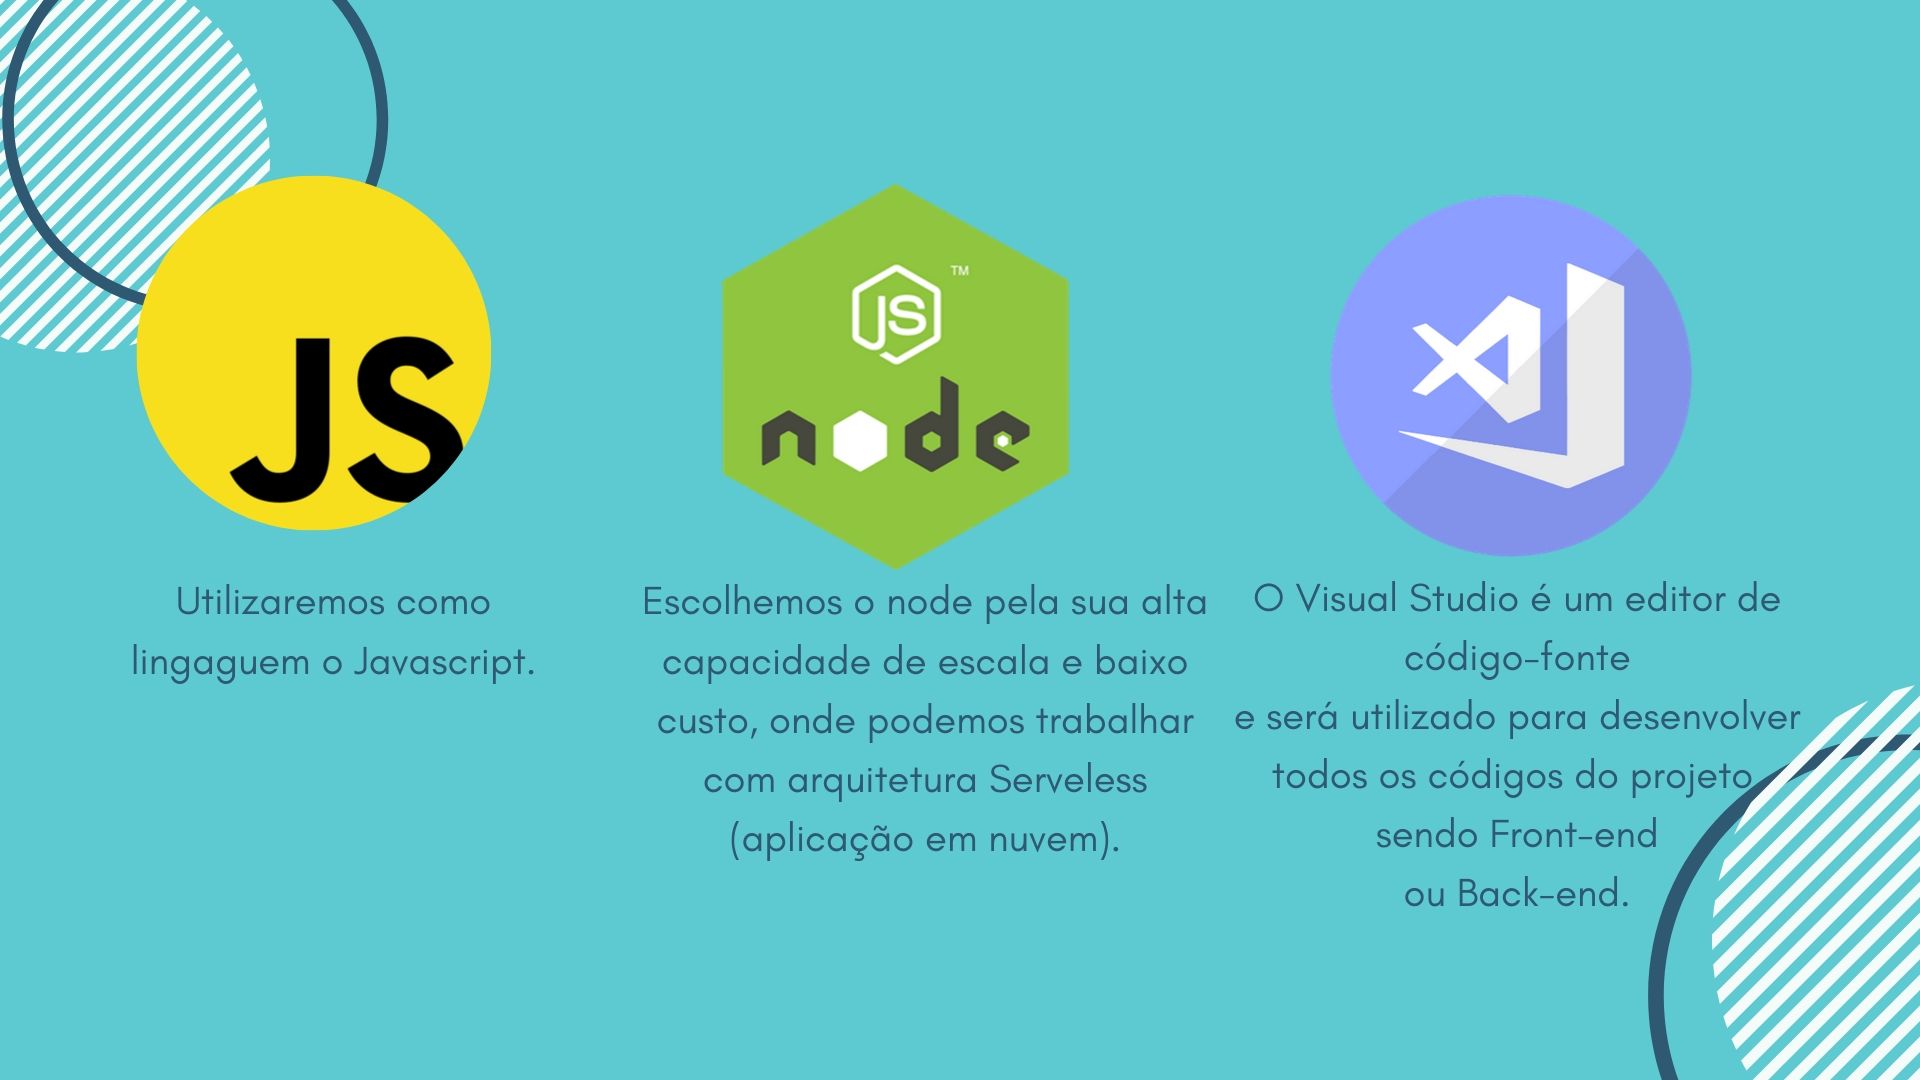 JS
Utilizaremos como
lingaguem o Javascript.
JS
TM
node
Escolhemos o node pela sua alta
capacidade de escala e baixo
custo, onde podemos trabalhar
com arquitetura Serveless
(aplicação em nuvem).
O Visual Studio é um editor de
código-fonte
e será utilizado para desenvolver
todos os códigos do projeto
sendo Front-end
ou Back-end.